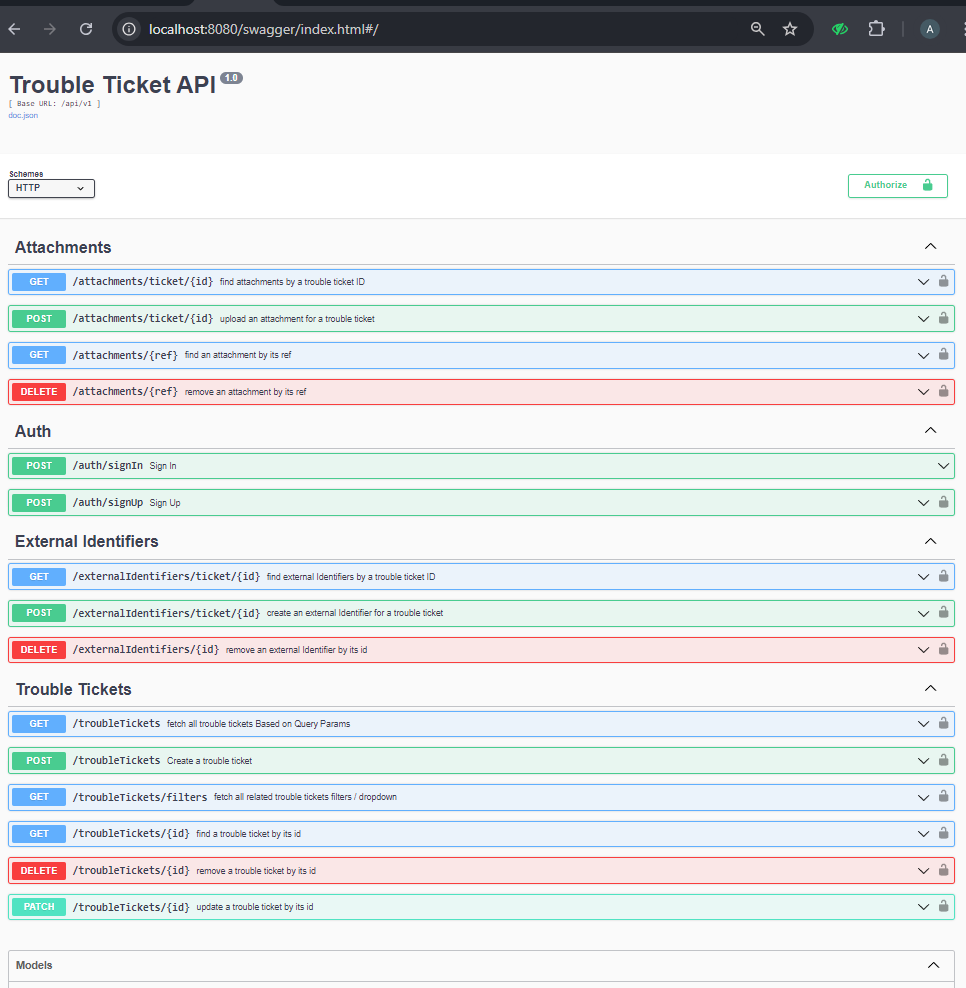 localhost:8080/swagger/index.html#/
A
Trouble Ticket API 1.0
[ Base URL: /api/v1 ]
doc.json
Schemes
HTTP
Authorize
Attachments
GET /attachments/ticket/{id} find attachments by a trouble ticket ID
POST /attachments/ticket/{id} upload an attachment for a trouble ticket
GET /attachments/{ref} find an attachment by its ref
DELETE /attachments/{ref} remove an attachment by its ref
Auth
POST /auth/signIn Sign In
POST /auth/signUp Sign Up
External Identifiers
GET /externalIdentifiers/ticket/{id} find external Identifiers by a trouble ticket ID
POST /externalIdentifiers/ticket/{id} create an external Identifier for a trouble ticket
DELETE /externalIdentifiers/{id} remove an external Identifier by its id
Trouble Tickets
GET /troubleTickets fetch all trouble tickets Based on Query Params
POST /troubleTickets Create a trouble ticket
GET /troubleTickets/filters fetch all related trouble tickets filters / dropdown
GET /troubleTickets/{id} find a trouble ticket by its id
DELETE /troubleTickets/{id} remove a trouble ticket by its id
PATCH /troubleTickets/{id} update a trouble ticket by its id
Models